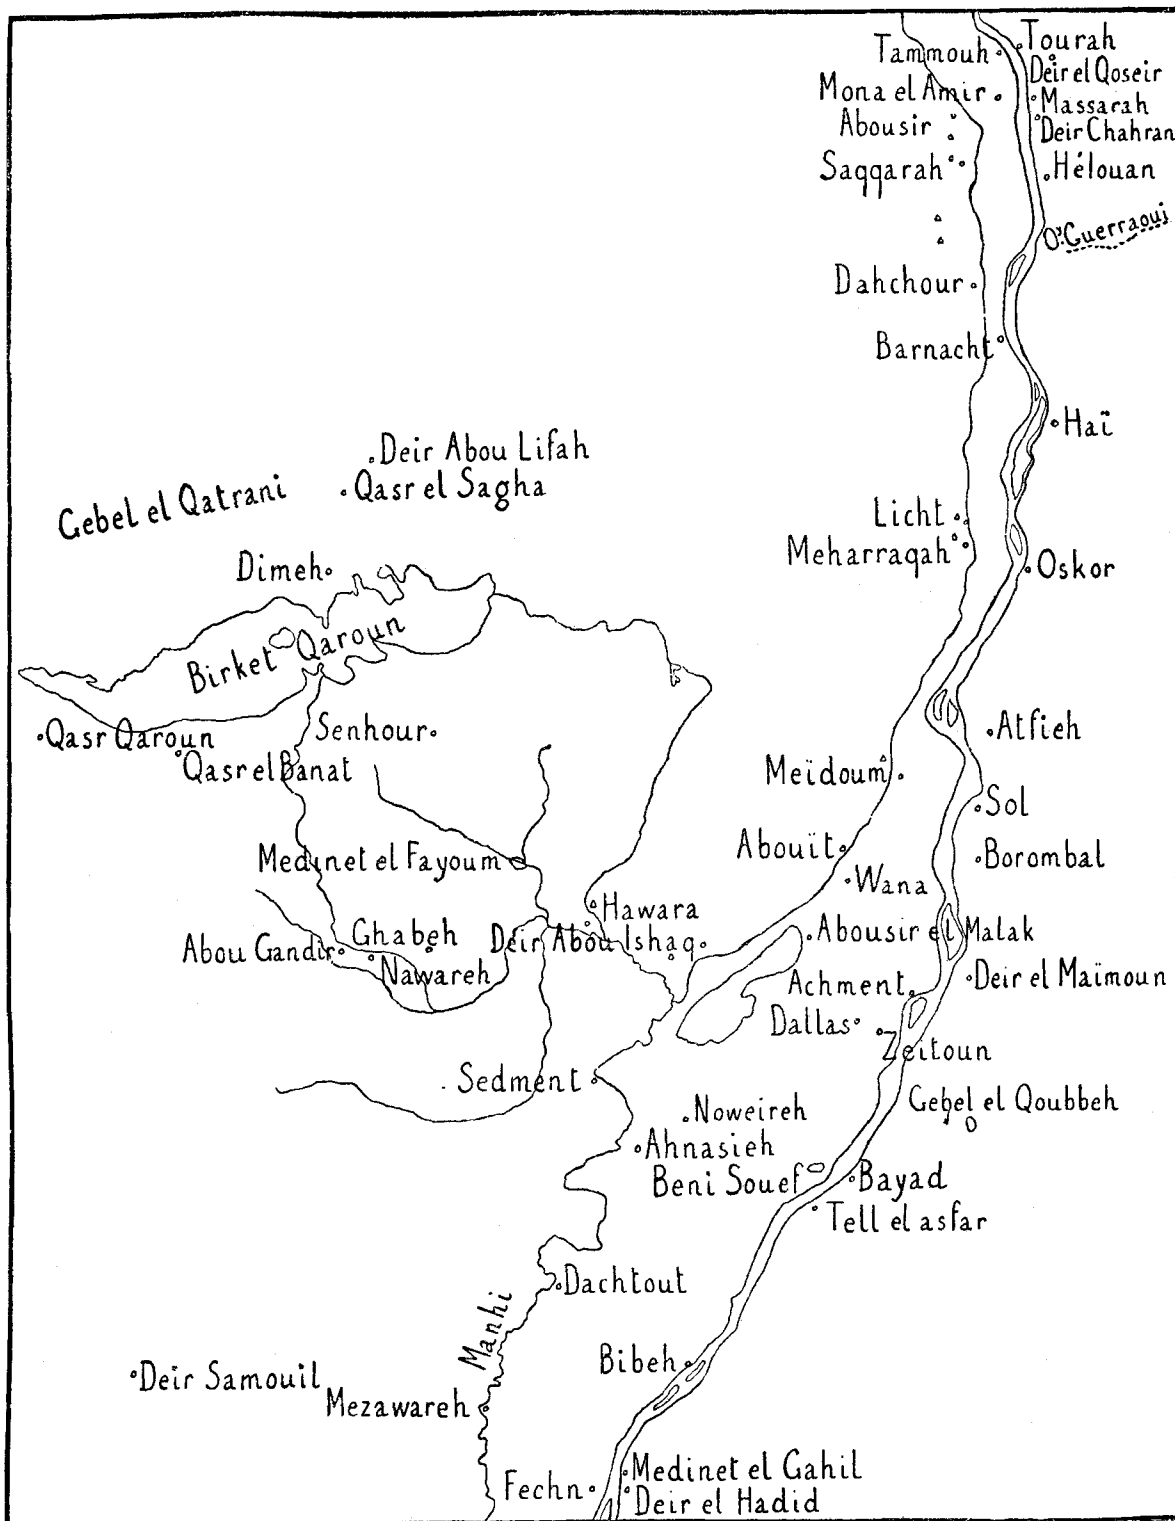 Tammouh
Tourah
Deir el Qoseir
Mona el Amir
Massarah
Abousir
Deir Chahran
Saqqarah
Hélouan
O. Guerraoui
Dahchour
Barnacht
Haï
Deir Abou Lifah
Gebel el Qatrani
Qasr el Sagha
Licht
Meharraqah
Dimeh
Oskor
Birket Qaroun
Qasr Qaroun
Senhour
Atfieh
Qasr el Banat
Meïdoum
Sol
Abouït
Borombal
Medinet el Fayoum
Wana
Hawara
Abou Gandir
Ghabeh
Deir Abou Ishaq
Abousir el Malak
Nawareh
Achment
Deir el Maïmoun
Dallas
Zeitoun
Sedment
Noweireh
Gebel el Qoubbeh
Ahnasieh
Beni Souef
Bayad
Tell el asfar
Dachtout
Manhi
Bibeh
Deir Samouil
Mezawareh
Medinet el Gahil
Fechn
Deir el Hadid